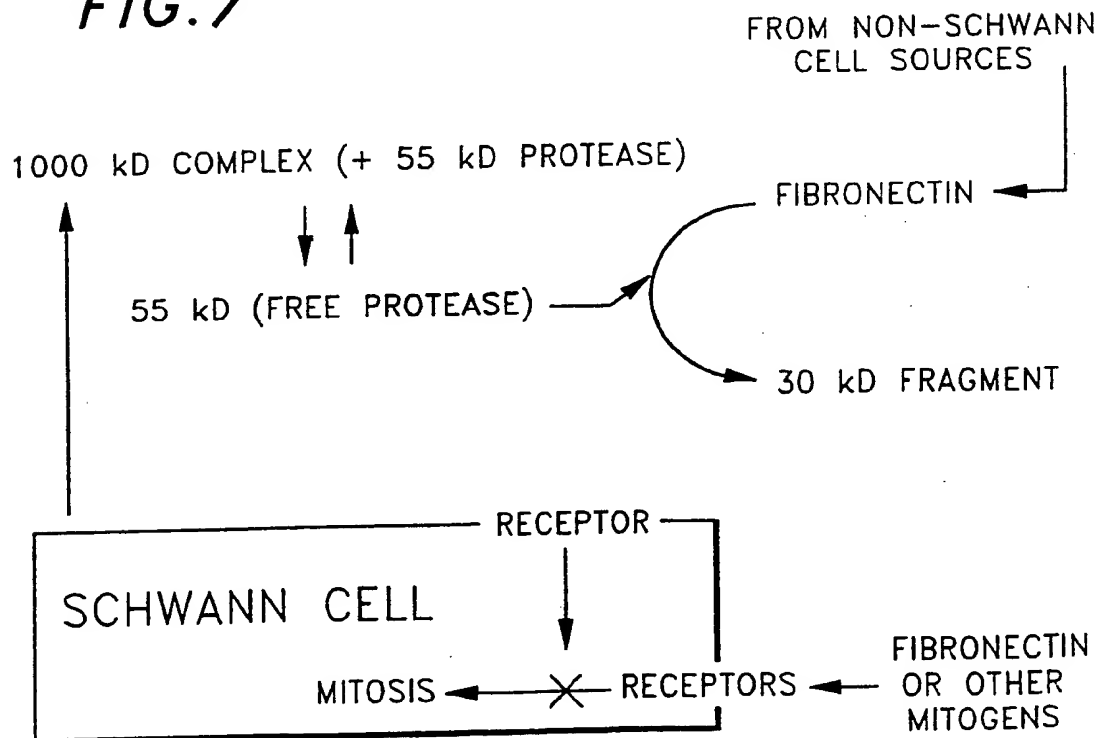 FIG. 7
FROM NON-SCHWANN
CELL SOURCES
1000 kD COMPLEX (+ 55 kD PROTEASE)
FIBRONECTIN
55 kD (FREE PROTEASE)
30 kD FRAGMENT
RECEPTOR
SCHWANN CELL
MITOSIS
RECEPTORS
FIBRONECTIN
OR OTHER
MITOGENS